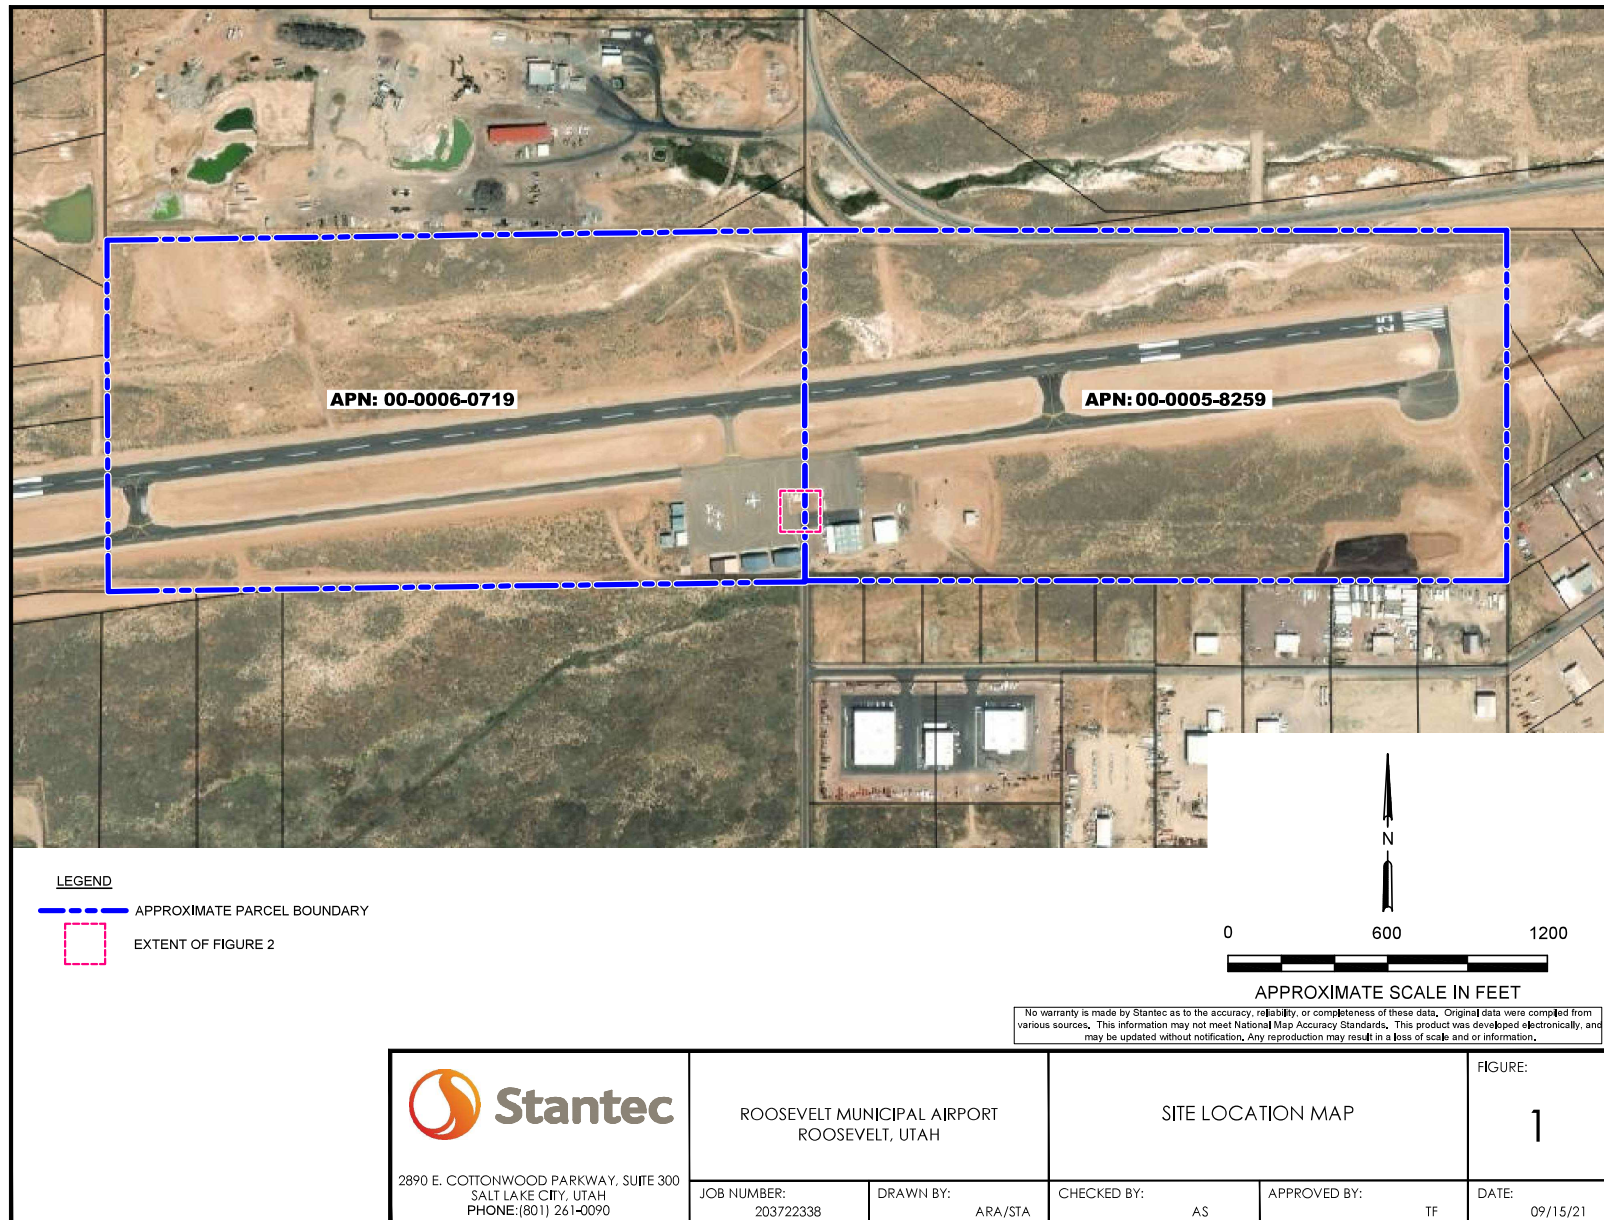 25
APN: 00-0006-0719
APN: 00-0005-8259
LEGEND
APPROXIMATE PARCEL BOUNDARY
EXTENT OF FIGURE 2
N
0 600 1200
APPROXIMATE SCALE IN FEET
No warranty is made by Stantec as to the accuracy, reliability, or completeness of these data. Original data were compiled from
various sources. This information may not meet National Map Accuracy Standards. This product was developed electronically, and
may be updated without notification. Any reproduction may result in a loss of scale and or information.
Stantec
2890 E. COTTONWOOD PARKWAY, SUITE 300
SALT LAKE CITY, UTAH
PHONE:(801) 261-0090
ROOSEVELT MUNICIPAL AIRPORT
ROOSEVELT, UTAH
SITE LOCATION MAP
FIGURE:
1
JOB NUMBER:
203722338
DRAWN BY:
ARA/STA
CHECKED BY:
AS
APPROVED BY:
TF
DATE:
09/15/21